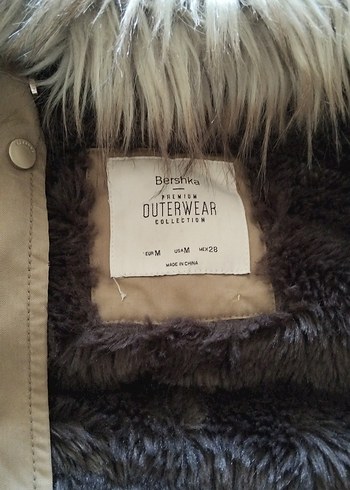 Bershka
PREMIUM
OUTERWEAR
COLLECTION
EUR M USA M MEX 28
MADE IN CHINA